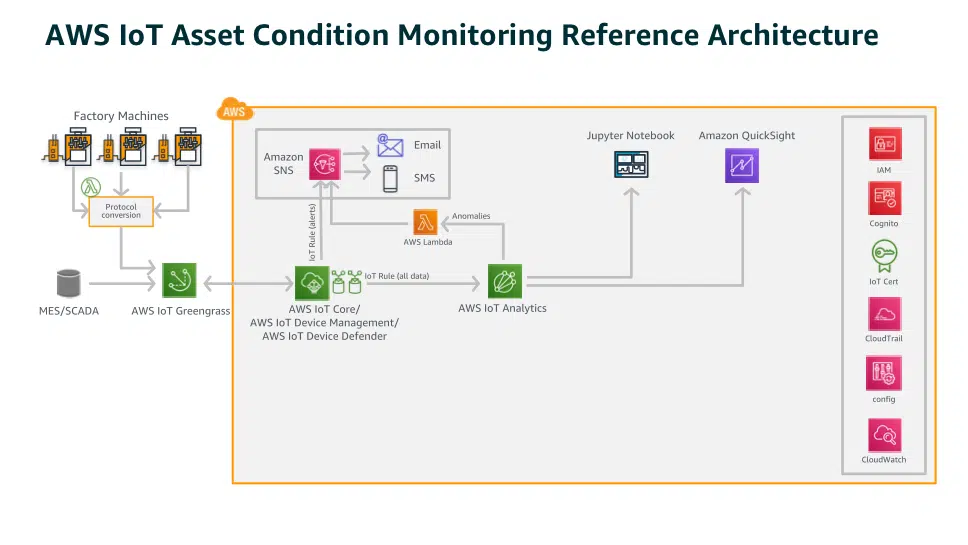 AWS IoT Asset Condition Monitoring Reference Architecture
Factory Machines
AWS
Protocol
conversion
MES/SCADA
AWS IoT Greengrass
Amazon
SNS
Email
SMS
IoT Rule (alerts)
Anomalies
AWS Lambda
IoT Rule (all data)
AWS IoT Core/
AWS IoT Device Management/
AWS IoT Device Defender
AWS IoT Analytics
Jupyter Notebook
Amazon QuickSight
IAM
Cognito
IoT Cert
CloudTrail
config
CloudWatch